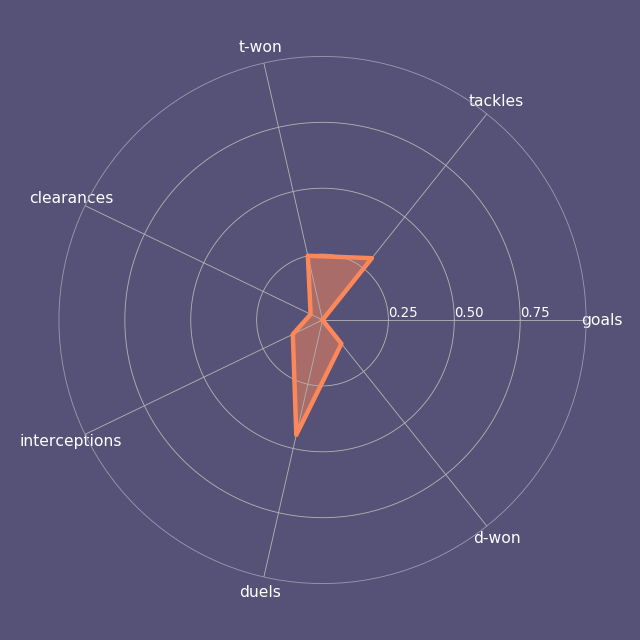 t-won
tackles
clearances
0.25 0.50 0.75 goals
interceptions
d-won
duels